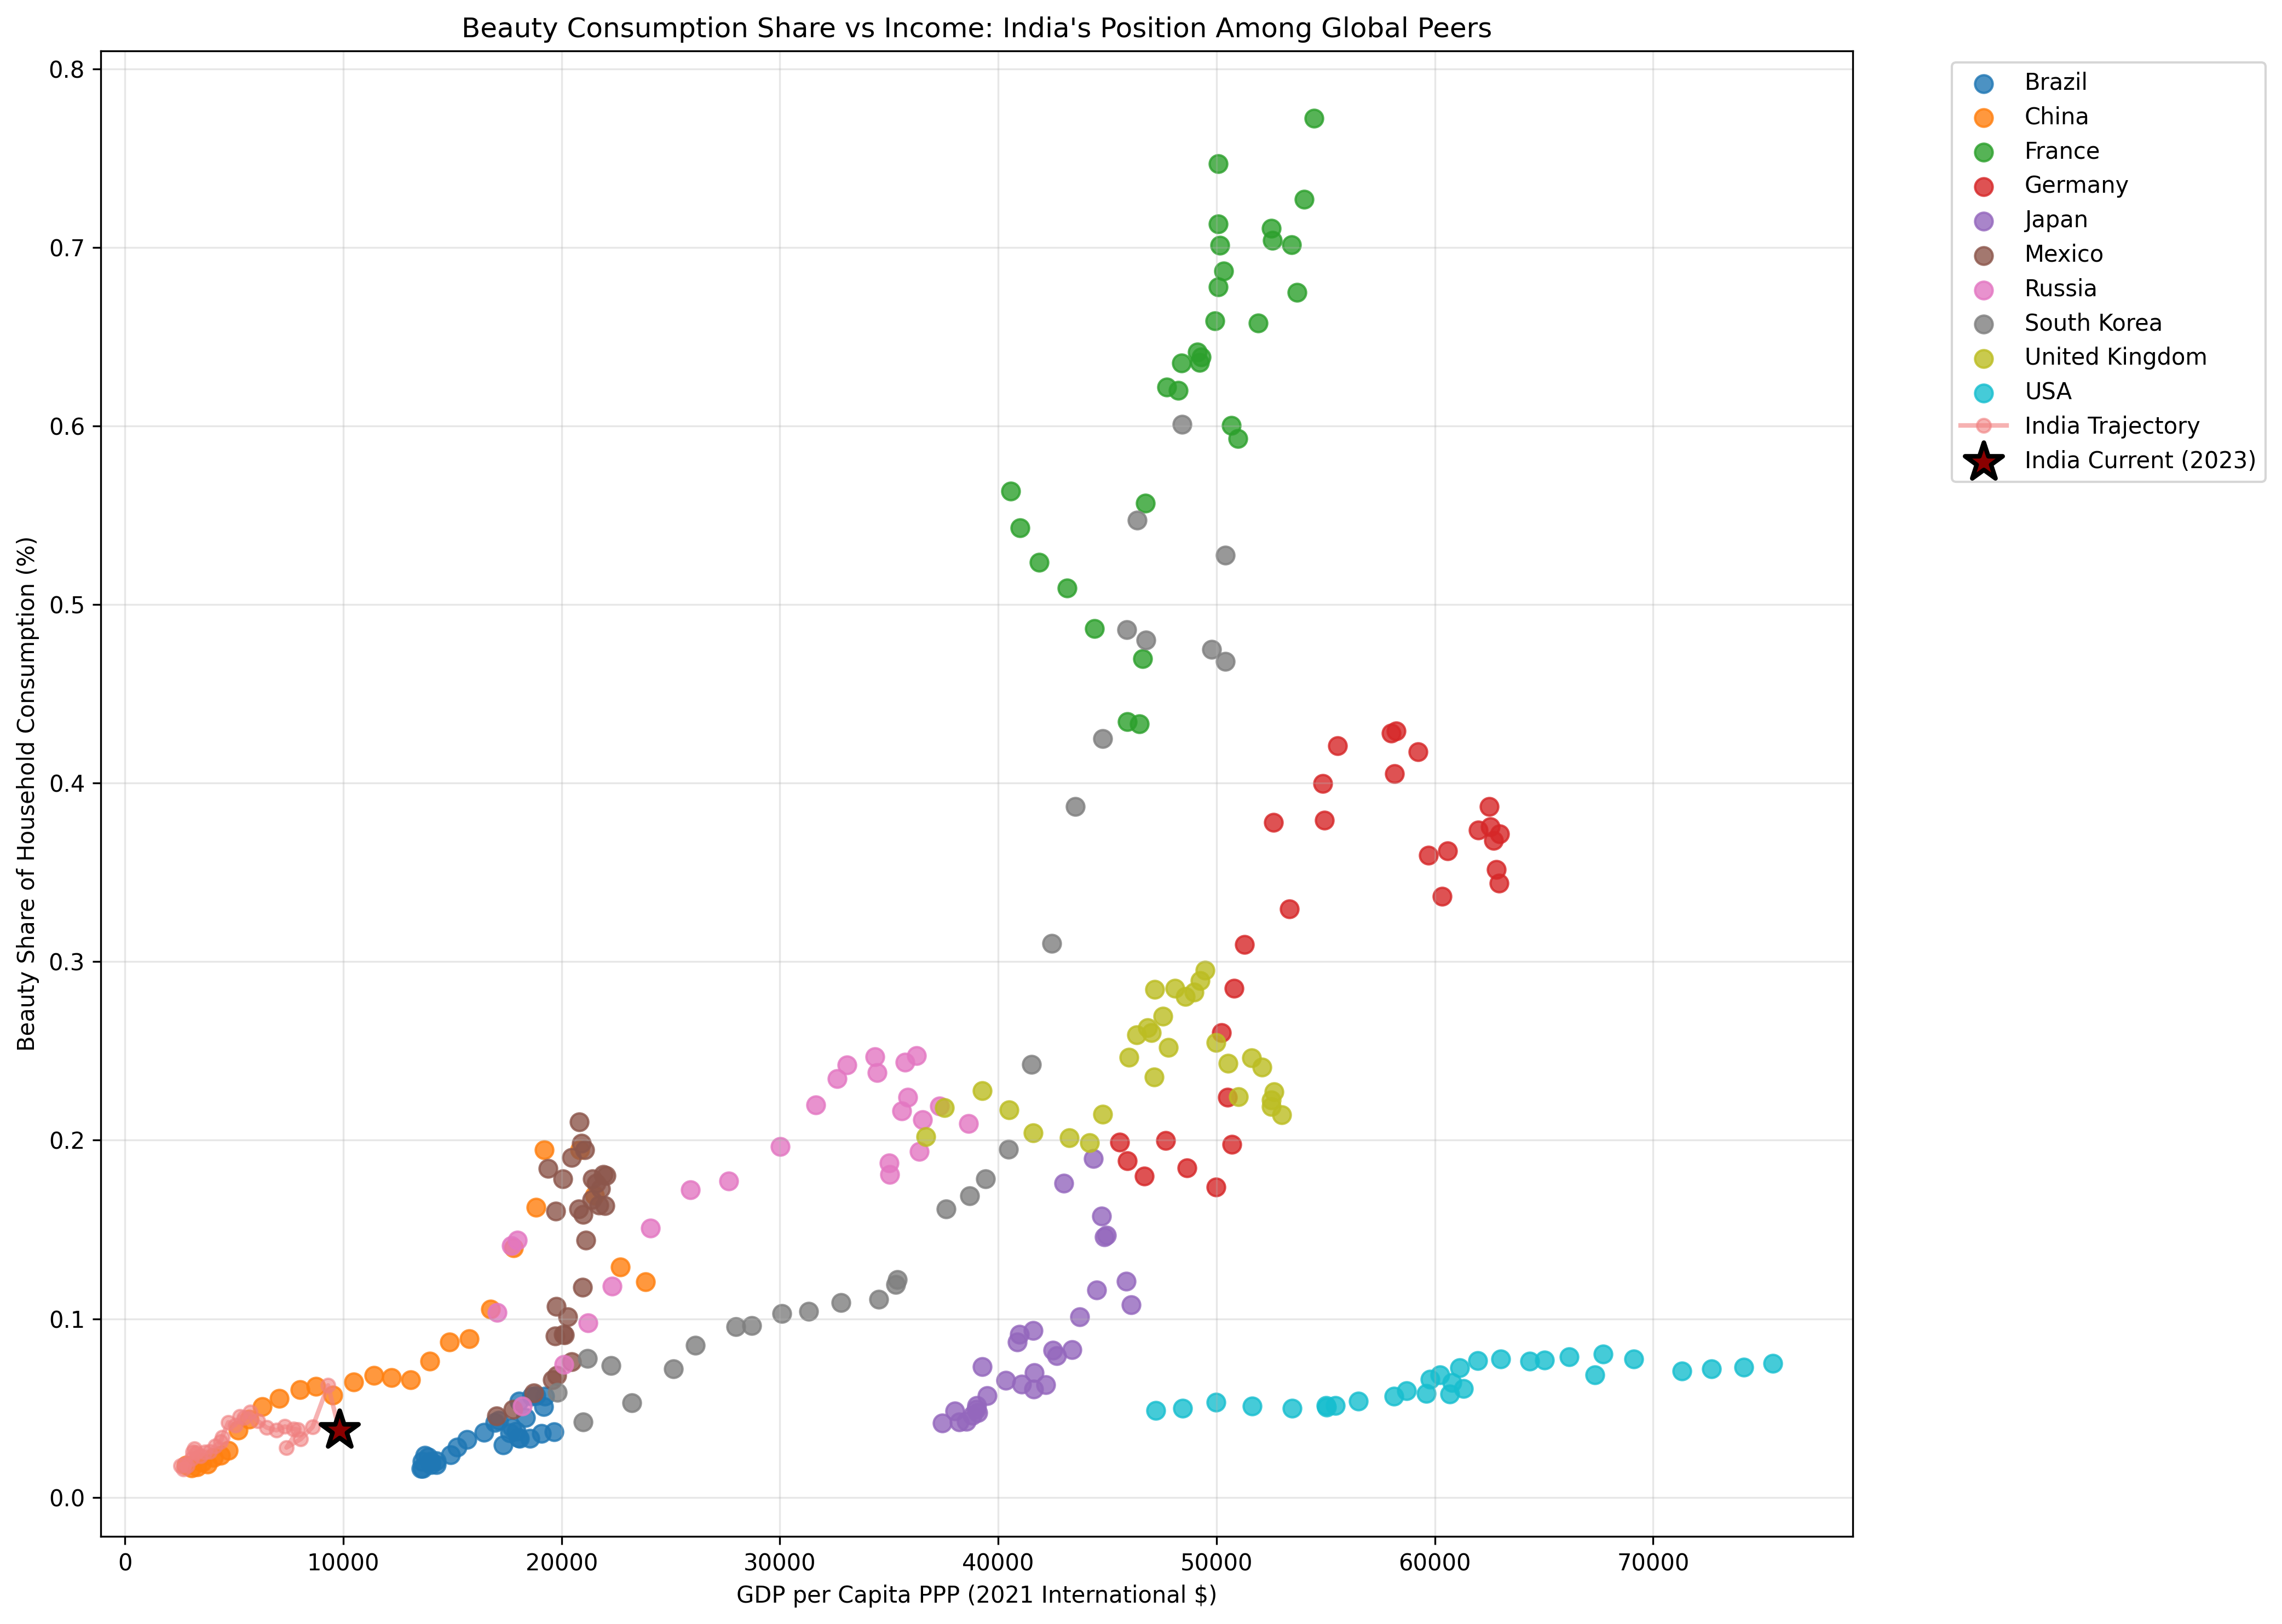 Beauty Consumption Share vs Income: India's Position Among Global Peers
Beauty Share of Household Consumption (%)
0.8
0.7
0.6
0.5
0.4
0.3
0.2
0.1
0.0
0
10000
20000
30000
40000
50000
60000
70000
GDP per Capita PPP (2021 International $)
Brazil
China
France
Germany
Japan
Mexico
Russia
South Korea
United Kingdom
USA
India Trajectory
India Current (2023)